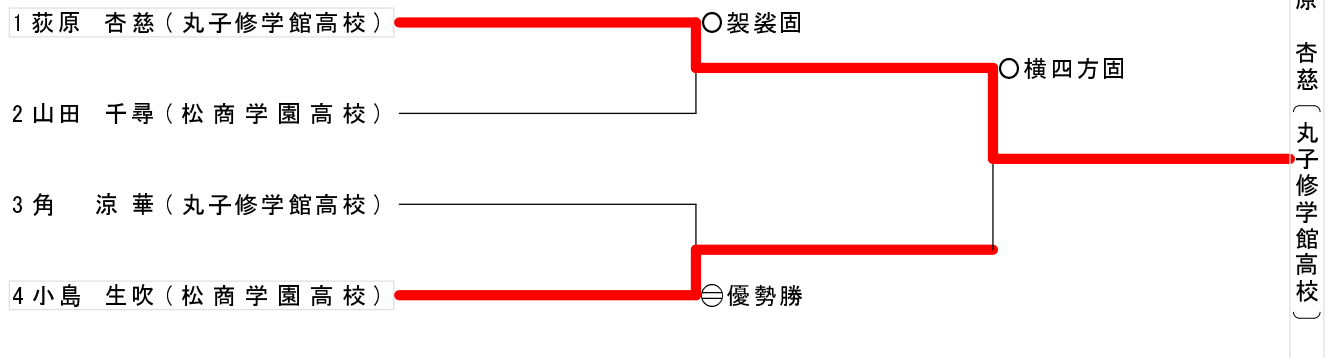 1 荻原 杏慈(丸子修学館高校)
〇袈裟固
〇横四方固
2 山田 千尋(松商学園高校)
3 角 涼華(丸子修学館高校)
4 小島 生吹(松商学園高校)
㊁優勢勝
原 杏慈(丸子修学館高校)